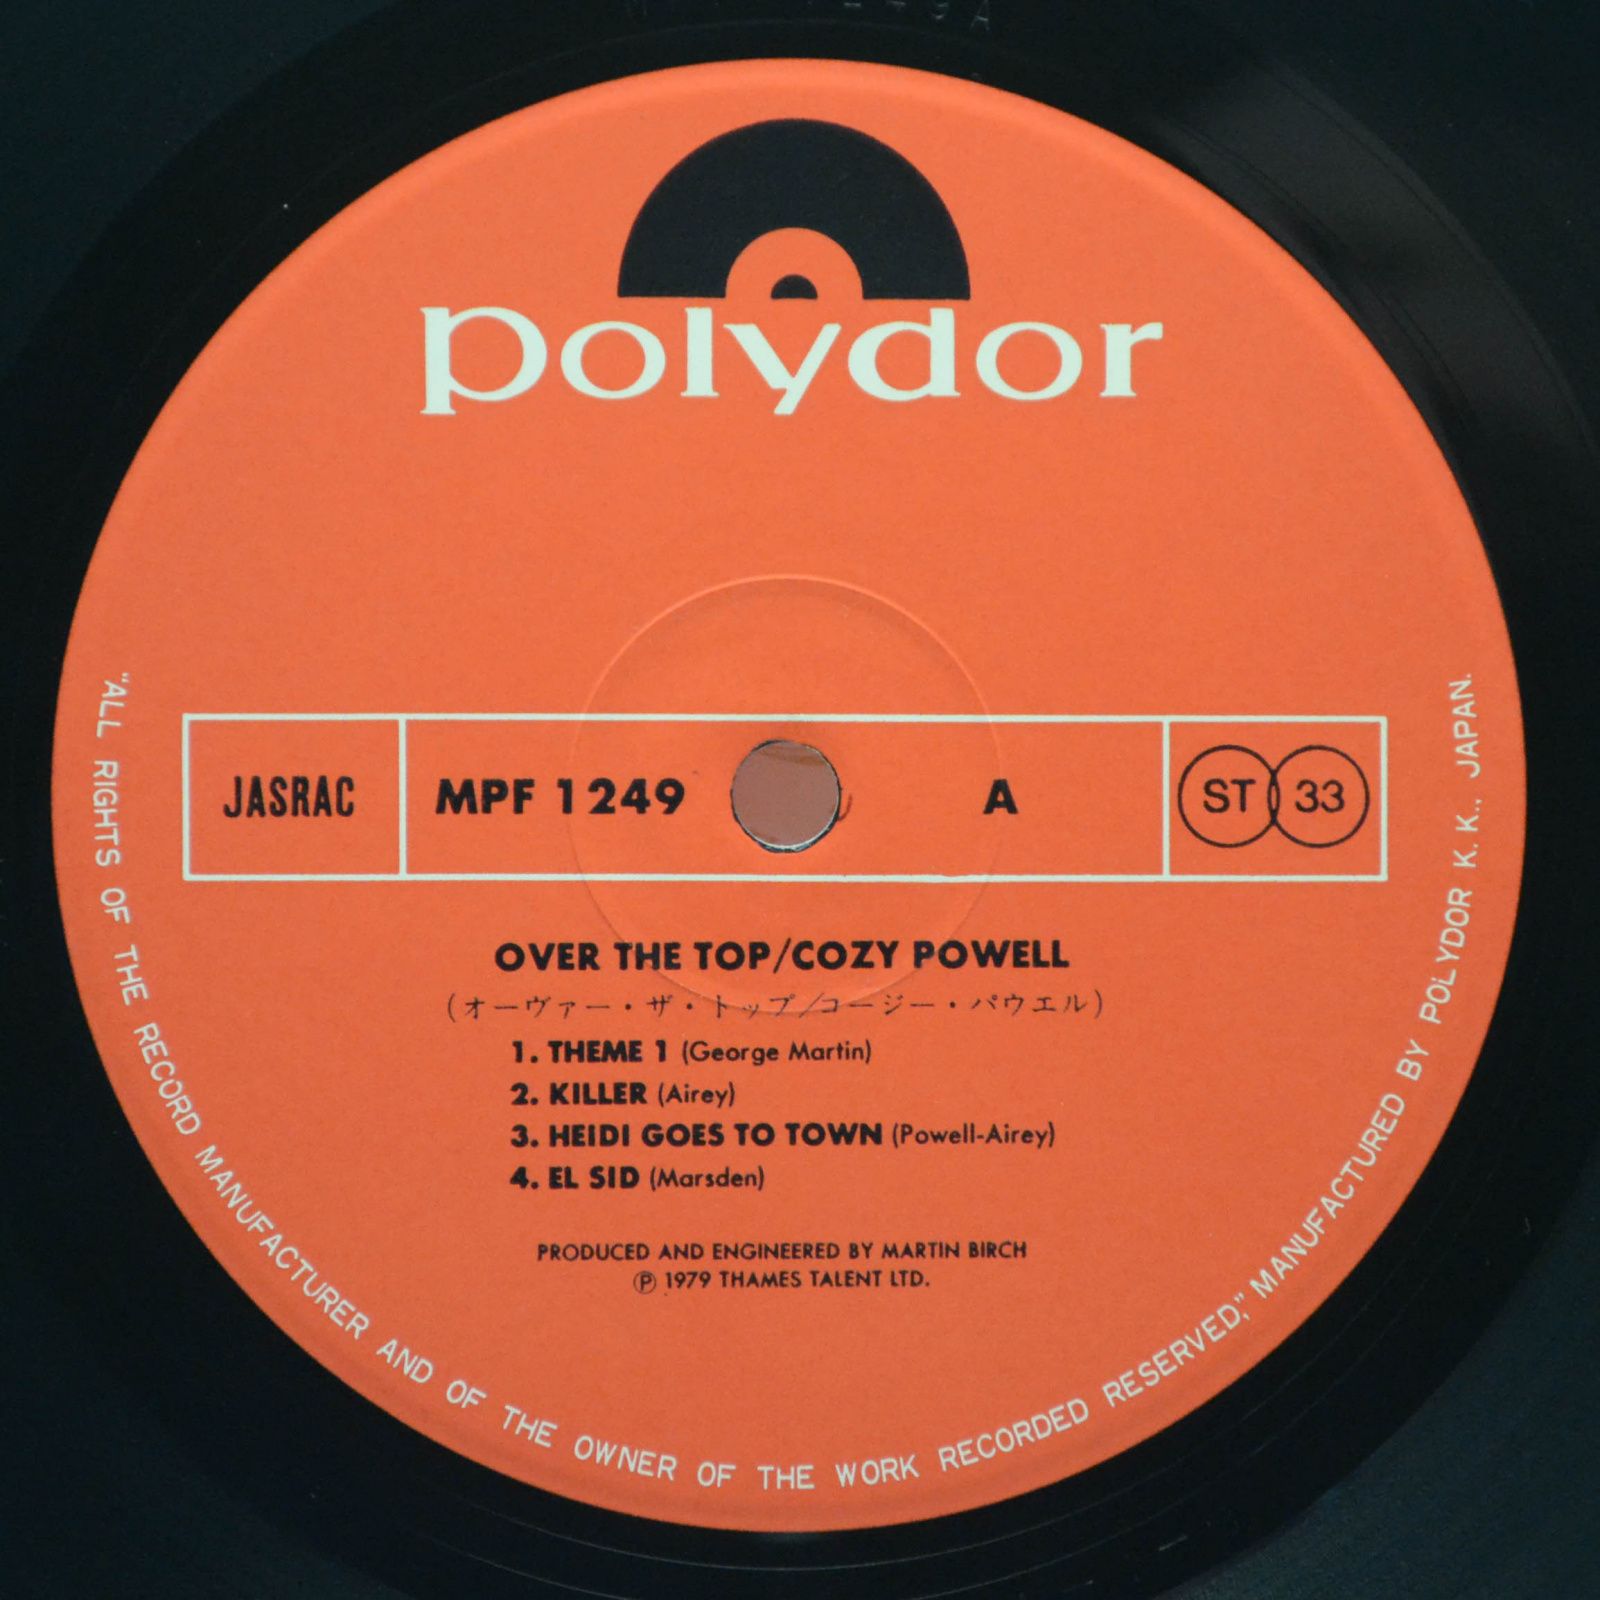 polydor
JASRAC MPF 1249 A ST 33
OVER THE TOP/COZY POWELL
(オーヴァー・ザ・トップ/コージー・パウエル)
1. THEME 1 (George Martin)
2. KILLER (Airey)
3. HEIDI GOES TO TOWN (Powell-Airey)
4. EL SID (Marsden)
PRODUCED AND ENGINEERED BY MARTIN BIRCH
Ⓟ 1979 THAMES TALENT LTD.
"ALL RIGHTS OF THE RECORD MANUFACTURER AND OF THE OWNER OF THE WORK RECORDED RESERVED," MANUFACTURED BY POLYDOR K.K., JAPAN.